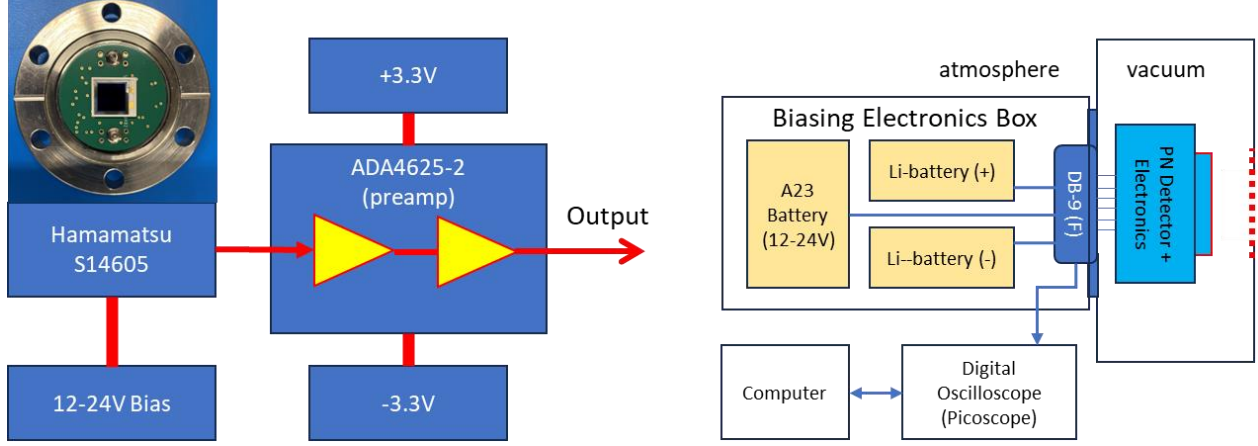 +3.3V
ADA4625-2
(preamp)
Hamamatsu
S14605
Output
12-24V Bias
-3.3V
atmosphere
vacuum
Biasing Electronics Box
A23
Battery
(12-24V)
Li-battery (+)
Li--battery (-)
DB-9 (F)
PN Detector +
Electronics
Computer
Digital
Oscilloscope
(Picoscope)